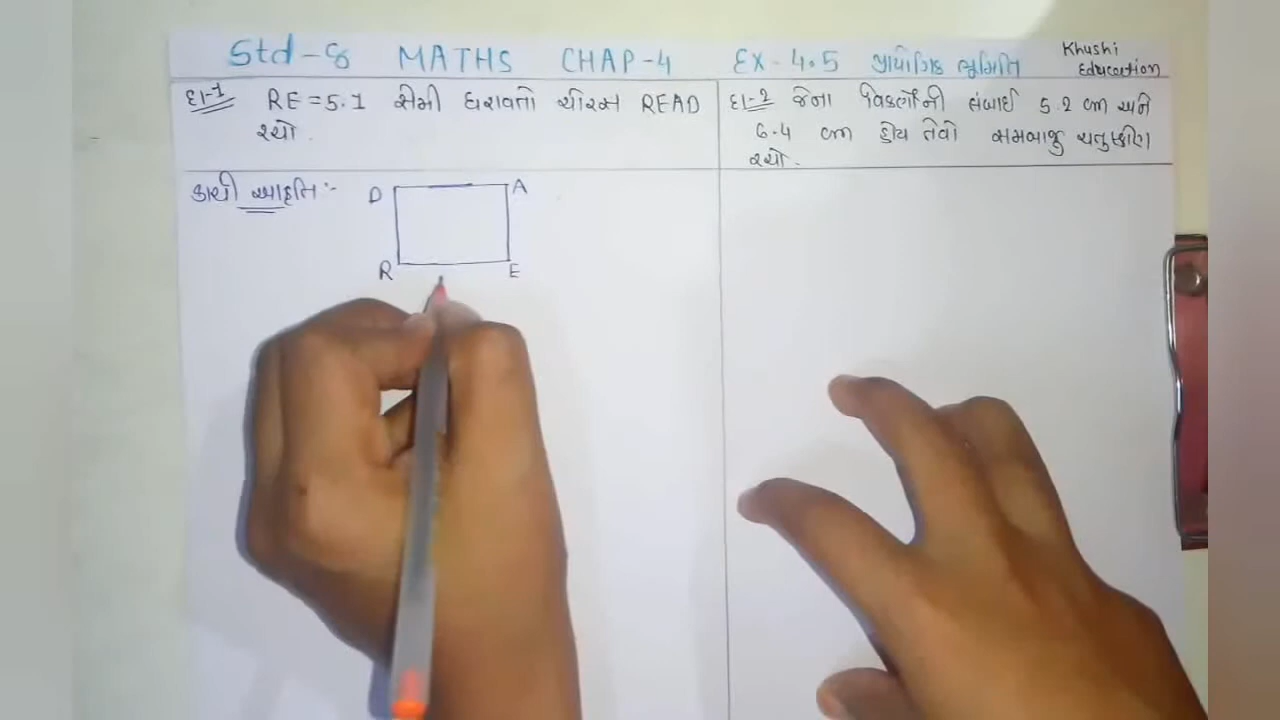 Std-8 MATHS CHAP-4 Ex-4.5 પ્રાયોગિક ભૂમિતિ Khushi Education
દા-1 RE = 5.1 સેમી ધરાવતો ચોરસ READ
રચો.
દા-2 જેના વિકર્ણોની લંબાઈ 5.2 cm અને
6.4 cm હોય તેવો સમબાજુ ચતુષ્કોણ
રચો.
કાચી આકૃતિ :-
D A
R E